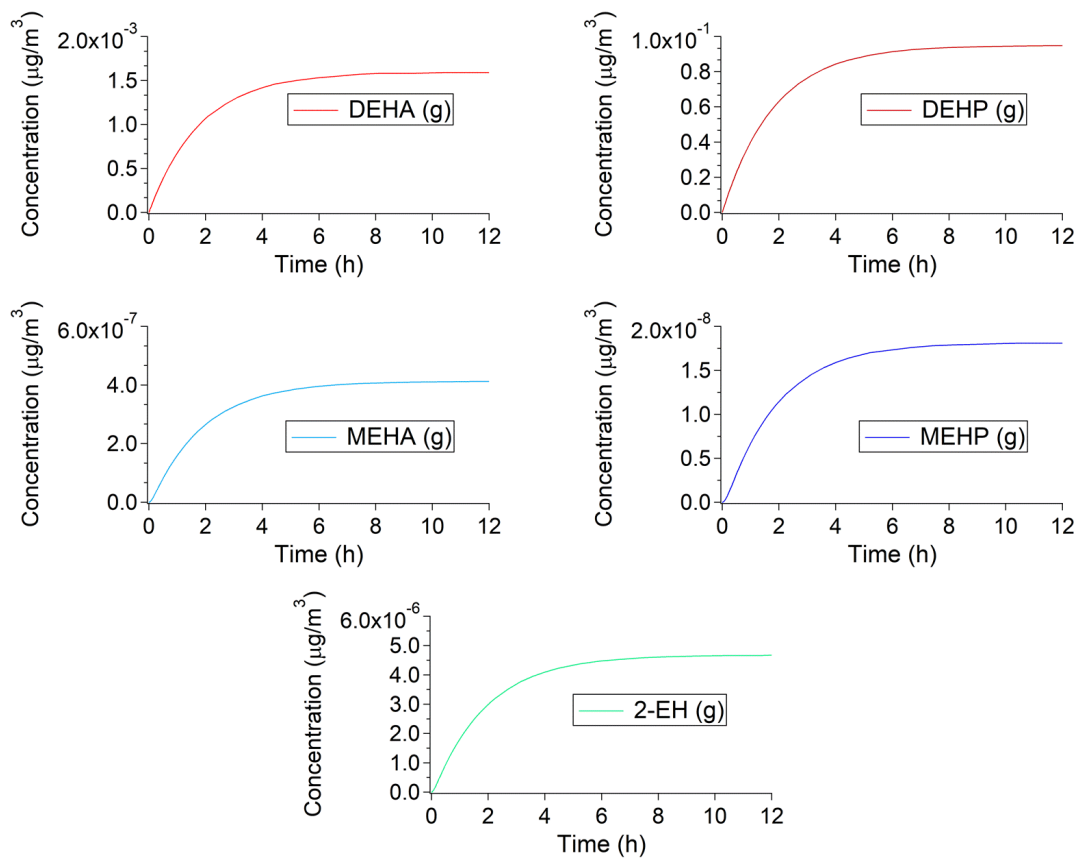 Concentration (µg/m³)
2.0x10⁻³
1.5
1.0
0.5
0.0
DEHA (g)
0 2 4 6 8 10 12
Time (h)
Concentration (µg/m³)
1.0x10⁻¹
0.8
0.6
0.4
0.2
0.0
DEHP (g)
0 2 4 6 8 10 12
Time (h)
Concentration (µg/m³)
6.0x10⁻⁷
4.0
2.0
0.0
MEHA (g)
0 2 4 6 8 10 12
Time (h)
Concentration (µg/m³)
2.0x10⁻⁸
1.5
1.0
0.5
0.0
MEHP (g)
0 2 4 6 8 10 12
Time (h)
Concentration (µg/m³)
6.0x10⁻⁶
5.0
4.0
3.0
2.0
1.0
0.0
2-EH (g)
0 2 4 6 8 10 12
Time (h)